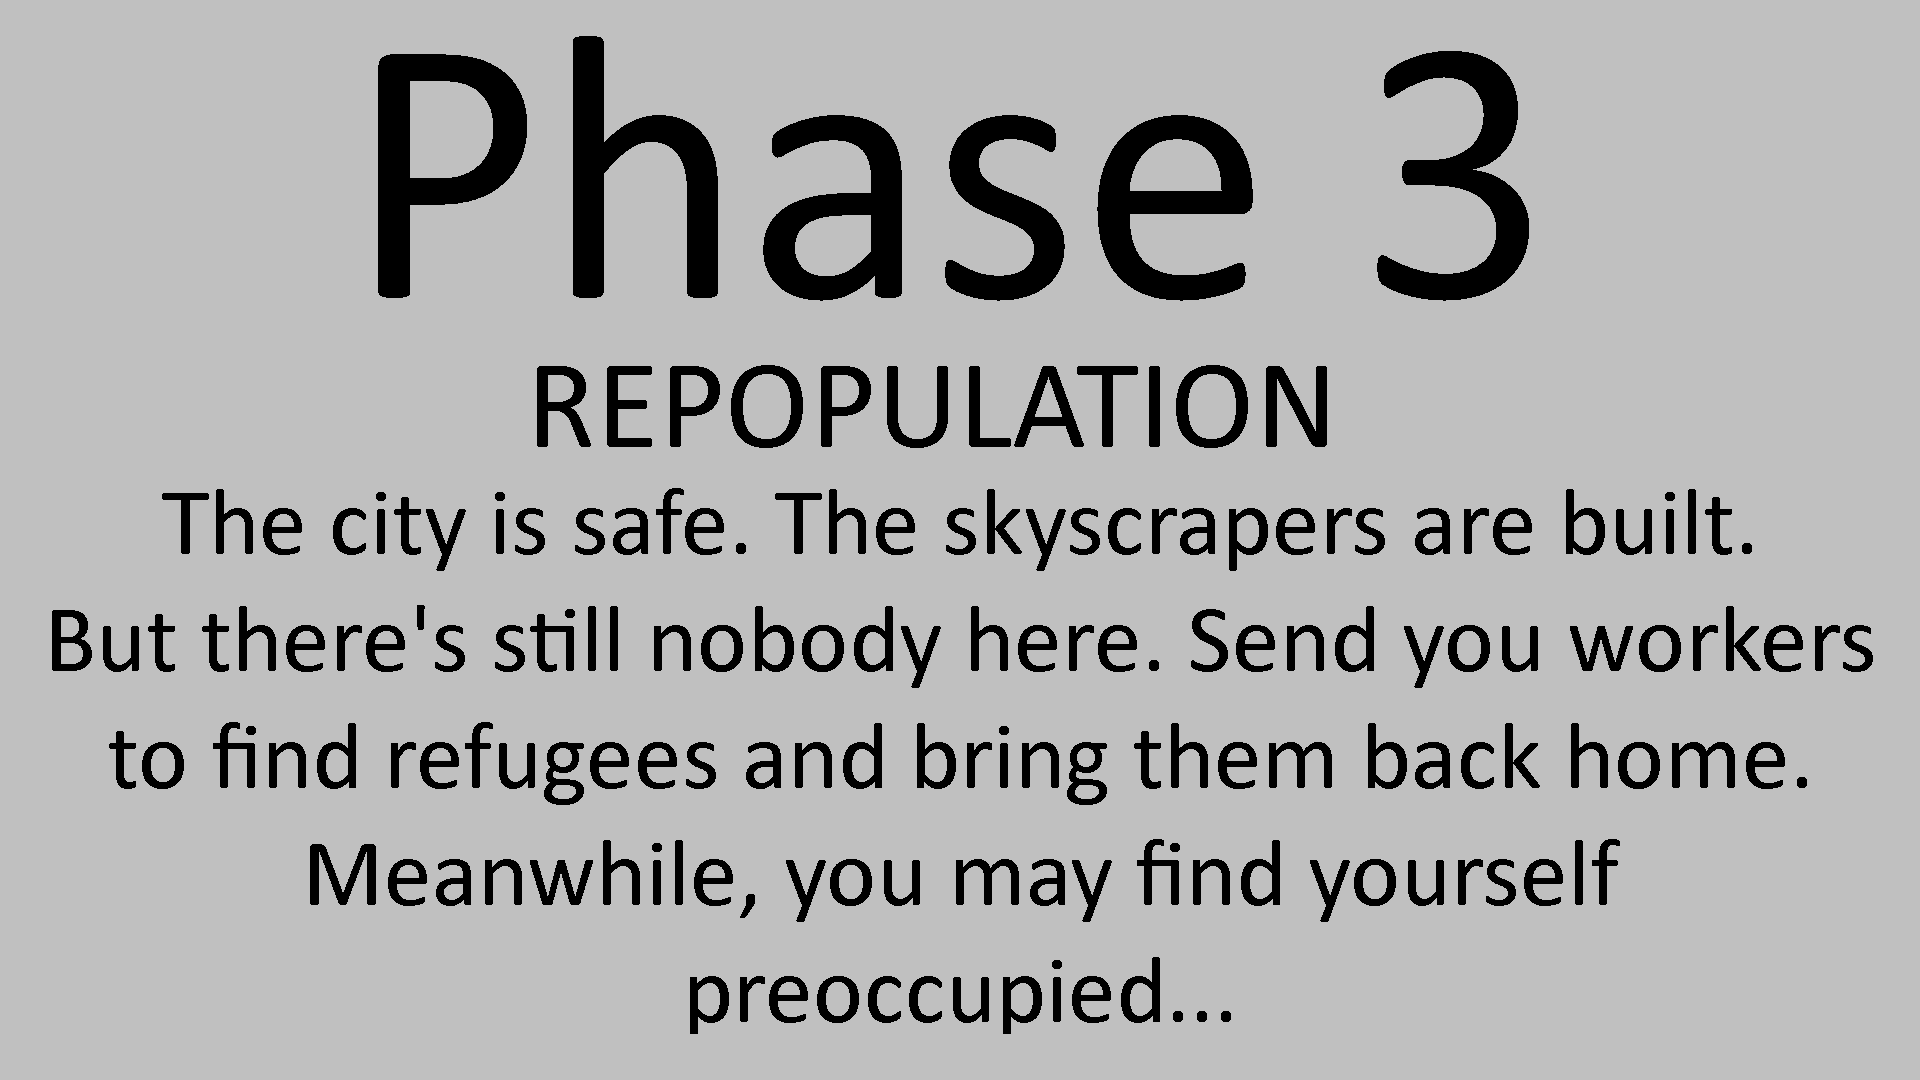 Phase 3
REPOPULATION
The city is safe. The skyscrapers are built.
But there's still nobody here. Send you workers
to find refugees and bring them back home.
Meanwhile, you may find yourself
preoccupied...